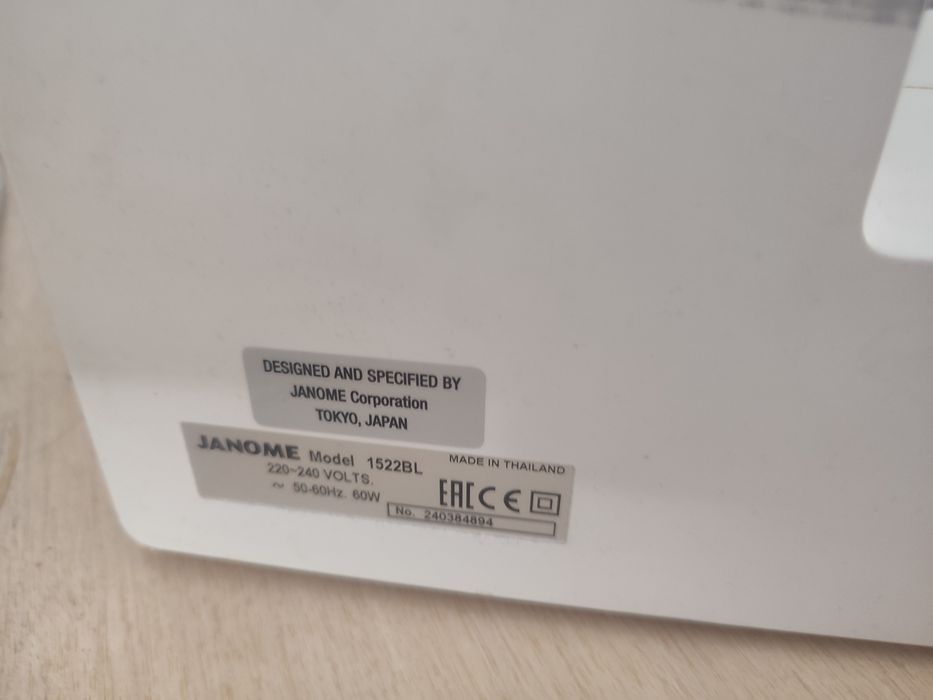 DESIGNED AND SPECIFIED BY
JANOME Corporation
TOKYO, JAPAN
JANOME Model 1522BL MADE IN THAILAND
220~240 VOLTS.
~ 50-60Hz. 60W
EAC CE
No. 240384894